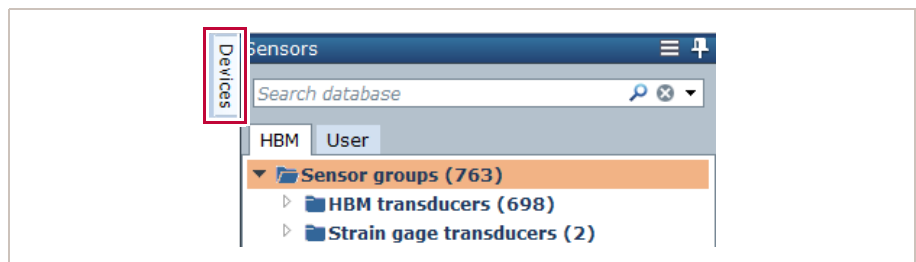 Devices
Sensors
Search database
HBM User
Sensor groups (763)
HBM transducers (698)
Strain gage transducers (2)